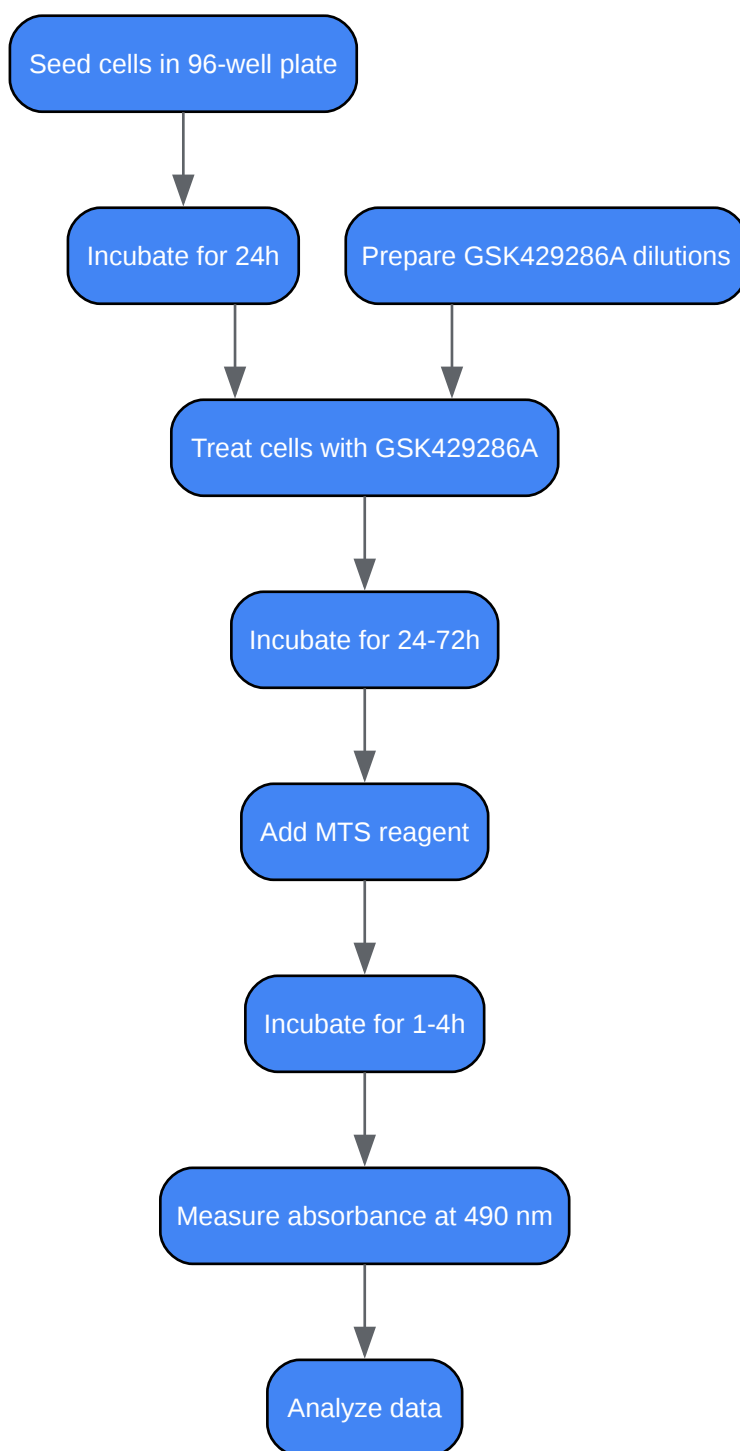 Seed cells in 96-well plate
Incubate for 24h
Prepare GSK429286A dilutions
Treat cells with GSK429286A
Incubate for 24-72h
Add MTS reagent
Incubate for 1-4h
Measure absorbance at 490 nm
Analyze data